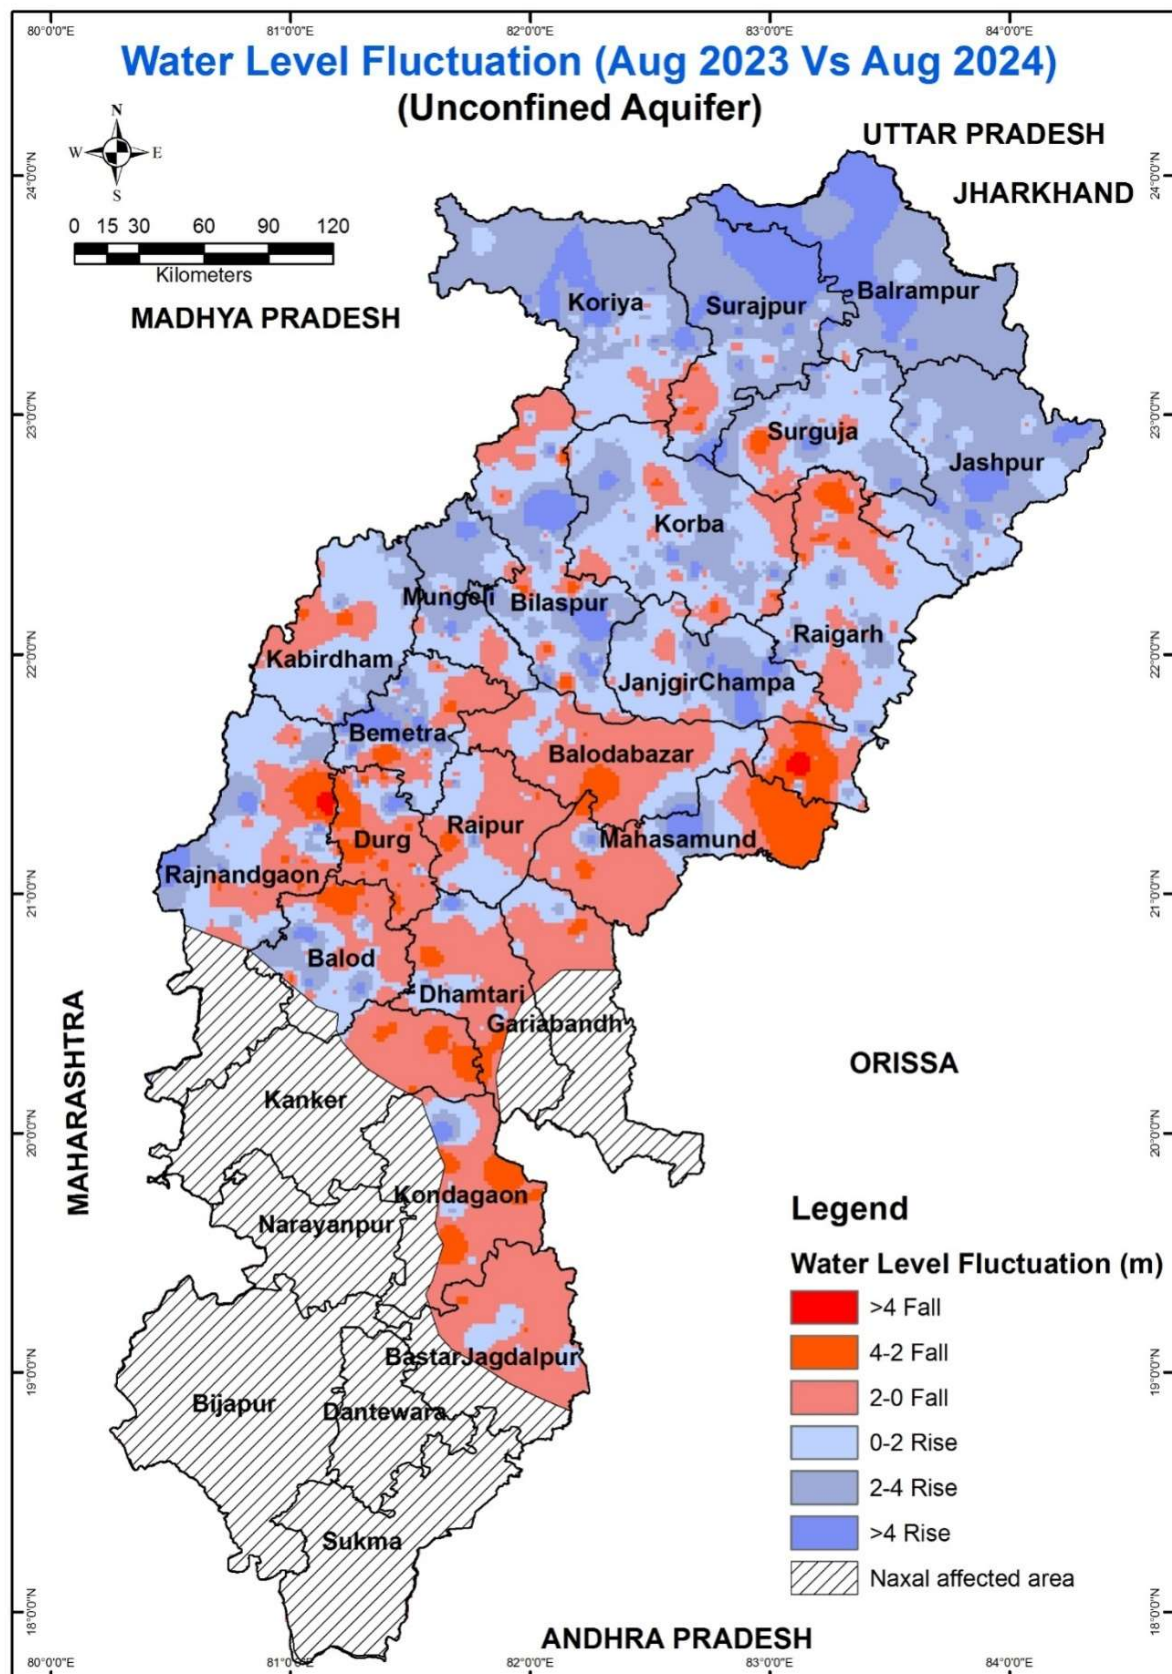 80°0'0"E
81°0'0"E
82°0'0"E
83°0'0"E
84°0'0"E
Water Level Fluctuation (Aug 2023 Vs Aug 2024)
(Unconfined Aquifer)
N
W
E
S
0 15 30 60 90 120
Kilometers
UTTAR PRADESH
JHARKHAND
MADHYA PRADESH
24°0'0"N
24°0'0"N
Koriya
Surajpur
Balrampur
23°0'0"N
23°0'0"N
Surguja
Jashpur
Korba
Mungeli
Bilaspur
Raigarh
22°0'0"N
22°0'0"N
Kabirdham
JanjgirChampa
Bemetra
Balodabazar
Durg
Raipur
Mahasamund
Rajnandgaon
21°0'0"N
21°0'0"N
Balod
Dhamtari
Gariabandh
MAHARASHTRA
ORISSA
Kanker
20°0'0"N
20°0'0"N
Kondagaon
Narayanpur
BastarJagdalpur
19°0'0"N
19°0'0"N
Bijapur
Dantewara
Sukma
18°0'0"N
18°0'0"N
Legend
Water Level Fluctuation (m)
>4 Fall
4-2 Fall
2-0 Fall
0-2 Rise
2-4 Rise
>4 Rise
Naxal affected area
ANDHRA PRADESH
80°0'0"E
81°0'0"E
82°0'0"E
83°0'0"E
84°0'0"E